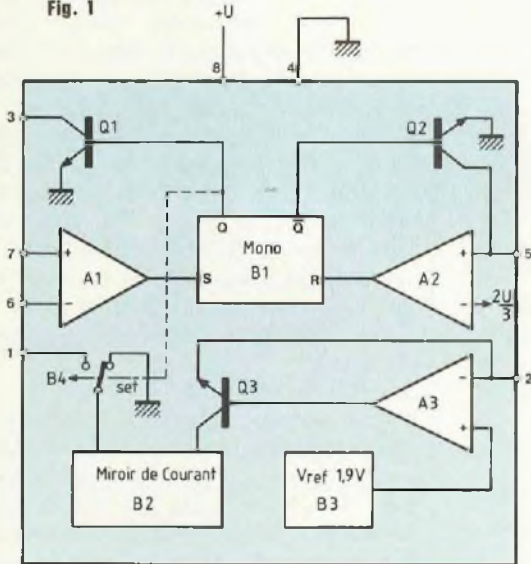 Fig. 1
+U
8
4
3
Q1
Q2
Q
Q̅
Mono
B1
S
R
7
+
A1
6
−
5
+
A2
−
2U/3
1
B4
sef
Q3
−
A3
+
2
Miroir de Courant
B2
Vref 1,9V
B3